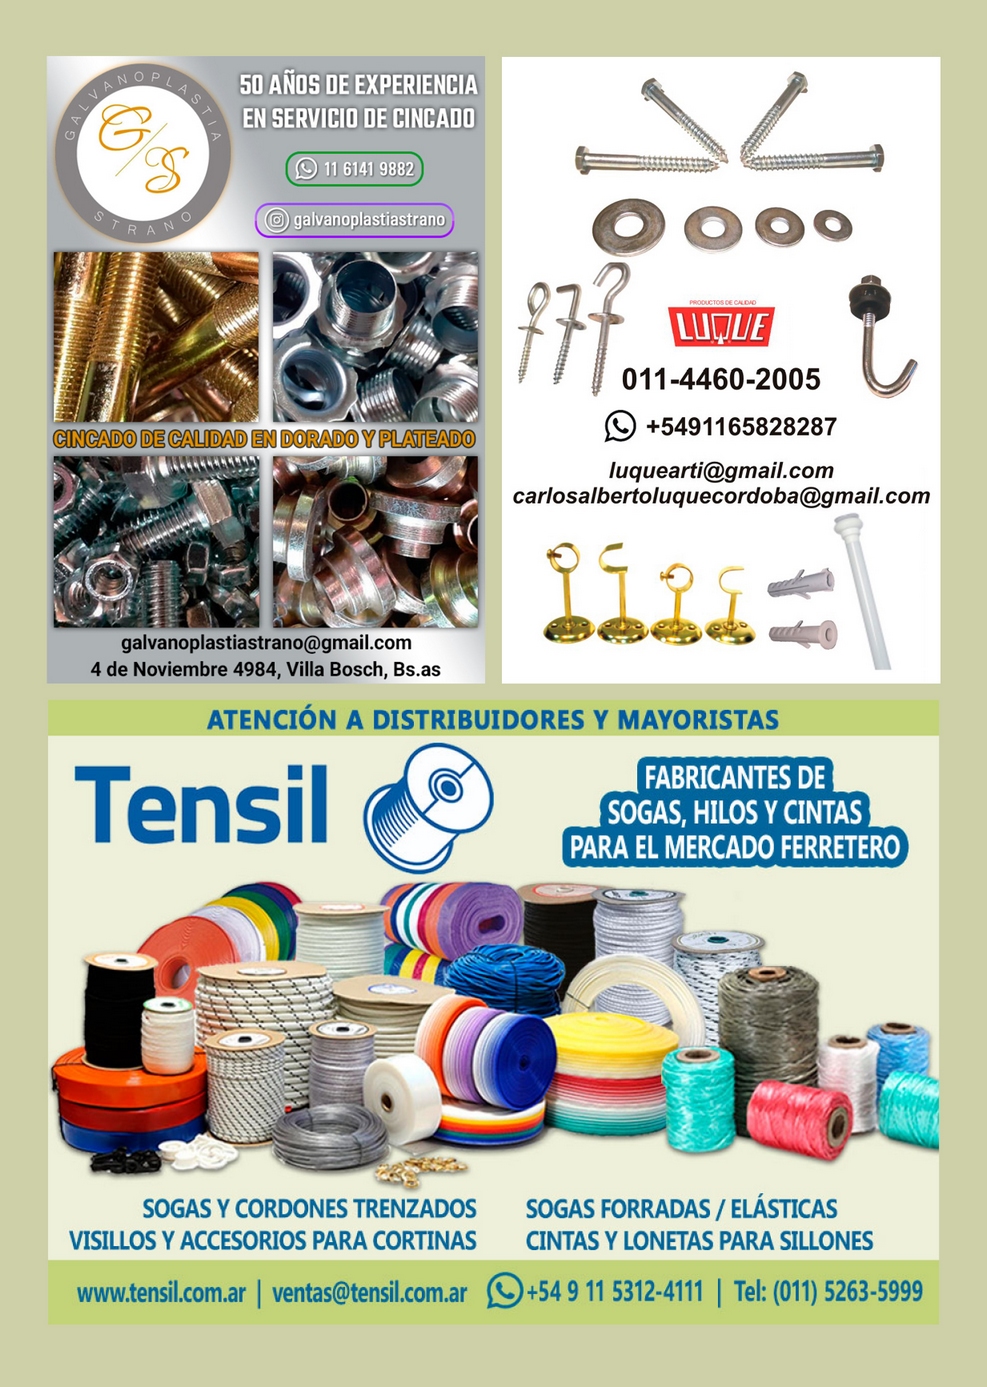 GALVANOPLASTIA
G/S
STRANO
50 AÑOS DE EXPERIENCIA
EN SERVICIO DE CINCADO
11 6141 9882
galvanoplastiastrano
CINCADO DE CALIDAD EN DORADO Y PLATEADO
galvanoplastiastrano@gmail.com
4 de Noviembre 4984, Villa Bosch, Bs.as
PRODUCTOS DE CALIDAD
LUQUE
011-4460-2005
+5491165828287
luquearti@gmail.com
carlosalbertoluquecordoba@gmail.com
ATENCIÓN A DISTRIBUIDORES Y MAYORISTAS
Tensil
FABRICANTES DE
SOGAS, HILOS Y CINTAS
PARA EL MERCADO FERRETERO
SOGAS Y CORDONES TRENZADOS
VISILLOS Y ACCESORIOS PARA CORTINAS
SOGAS FORRADAS / ELÁSTICAS
CINTAS Y LONETAS PARA SILLONES
www.tensil.com.ar | ventas@tensil.com.ar
+54 9 11 5312-4111 | Tel: (011) 5263-5999